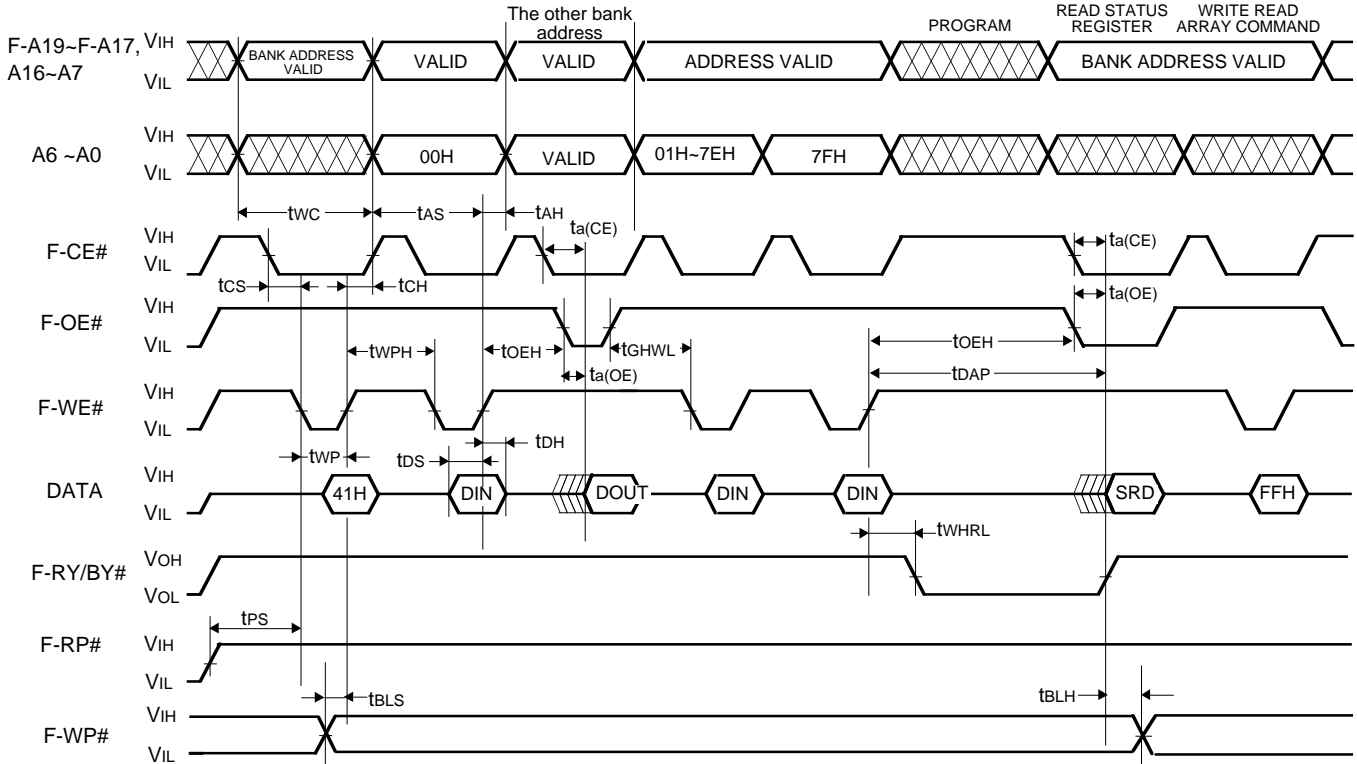 The other bank
address
PROGRAM
READ STATUS
REGISTER
WRITE READ
ARRAY COMMAND
F-A19~F-A17,
A16~A7
VIH
VIL
BANK ADDRESS
VALID
VALID
VALID
ADDRESS VALID
BANK ADDRESS VALID
A6 ~A0
VIH
VIL
00H
VALID
01H~7EH
7FH
tWC
tAS
tAH
ta(CE)
F-CE#
VIH
VIL
ta(CE)
tCS
tCH
ta(OE)
F-OE#
VIH
VIL
tWPH
tOEH
tGHWL
tOEH
ta(OE)
tDAP
F-WE#
VIH
VIL
tWP
tDS
tDH
DATA
VIH
VIL
41H
DIN
DOUT
DIN
DIN
SRD
FFH
tWHRL
F-RY/BY#
VOH
VOL
tPS
F-RP#
VIH
VIL
tBLS
tBLH
F-WP#
VIH
VIL